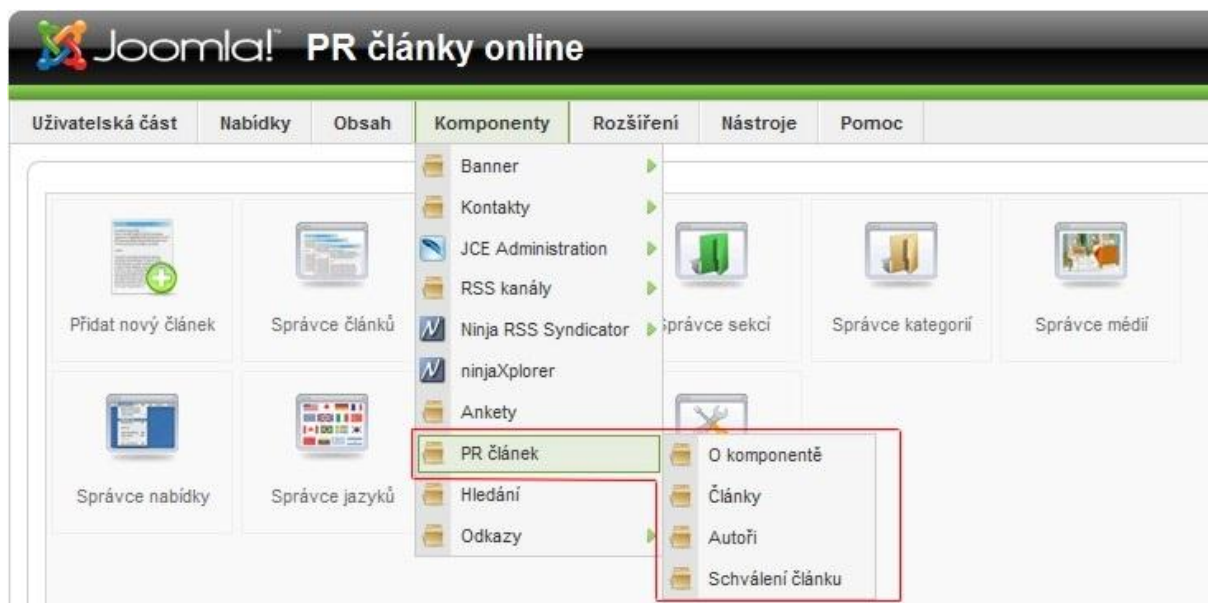 Joomla! PR články online
Uživatelská část Nabídky Obsah Komponenty Rozšíření Nástroje Pomoc
Banner
Kontakty
JCE Administration
RSS kanály
Ninja RSS Syndicator
ninjaXplorer
Ankety
PR článek
Hledání
Odkazy
O komponentě
Články
Autoři
Schválení článku
Přidat nový článek
Správce článků
Správce sekcí
Správce kategorií
Správce médií
Správce nabídky
Správce jazyků